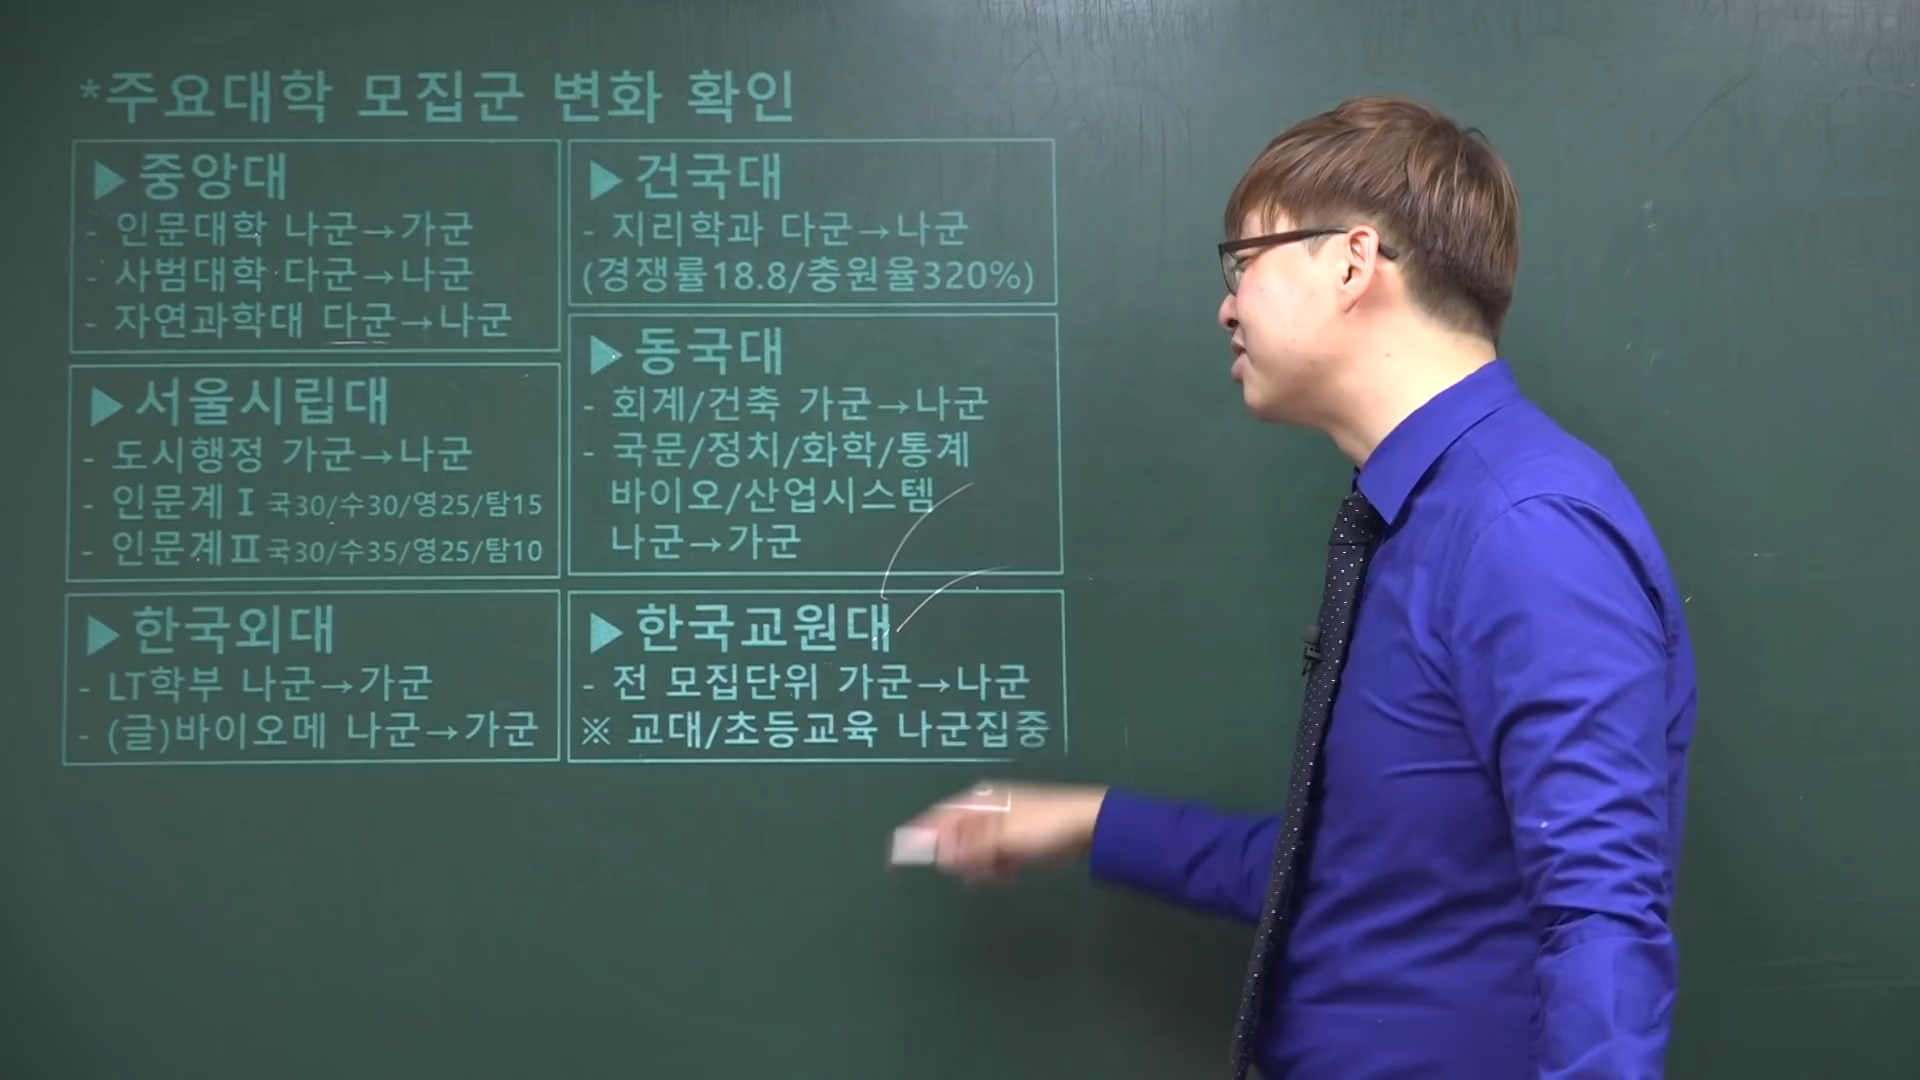 *주요대학 모집군 변화 확인
▶중앙대
- 인문대학 나군→가군
- 사범대학 다군→나군
- 자연과학대 다군→나군
▶서울시립대
- 도시행정 가군→나군
- 인문계Ⅰ 국30/수30/영25/탐15
- 인문계Ⅱ 국30/수35/영25/탐10
▶한국외대
- LT학부 나군→가군
- (글)바이오메 나군→가군
▶건국대
- 지리학과 다군→나군
(경쟁률18.8/충원율320%)
▶동국대
- 회계/건축 가군→나군
- 국문/정치/화학/통계
바이오/산업시스템
나군→가군
▶한국교원대
- 전 모집단위 가군→나군
※ 교대/초등교육 나군집중